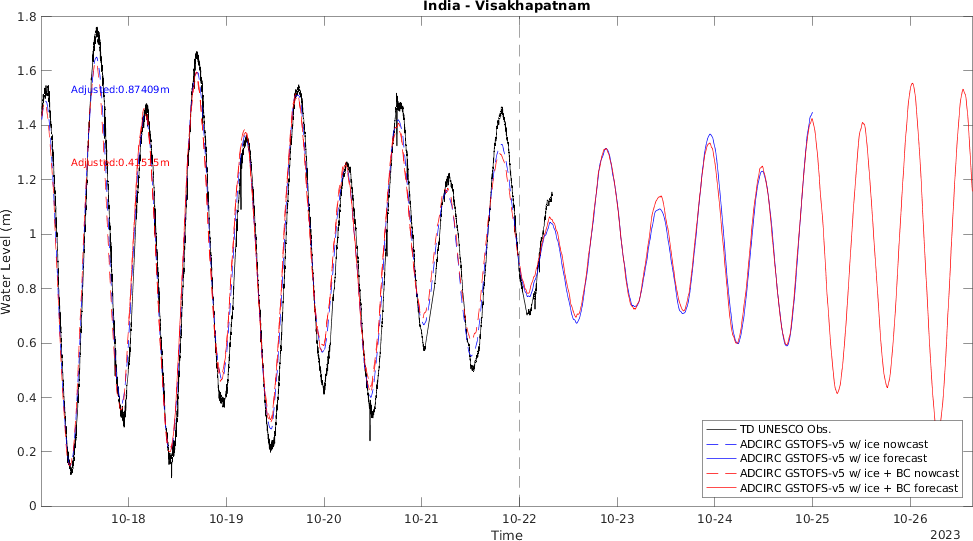 India - Visakhapatnam
1.8
1.6
1.4
1.2
1
0.8
0.6
0.4
0.2
0
Water Level (m)
Adjusted:0.87409m
TD UNESCO Obs.
ADCIRC GSTOFS-v5 w/ ice nowcast
ADCIRC GSTOFS-v5 w/ ice forecast
ADCIRC GSTOFS-v5 w/ ice + BC nowcast
ADCIRC GSTOFS-v5 w/ ice + BC forecast
10-18
10-19
10-20
10-21
10-22
10-23
10-24
10-25
10-26
Time
2023